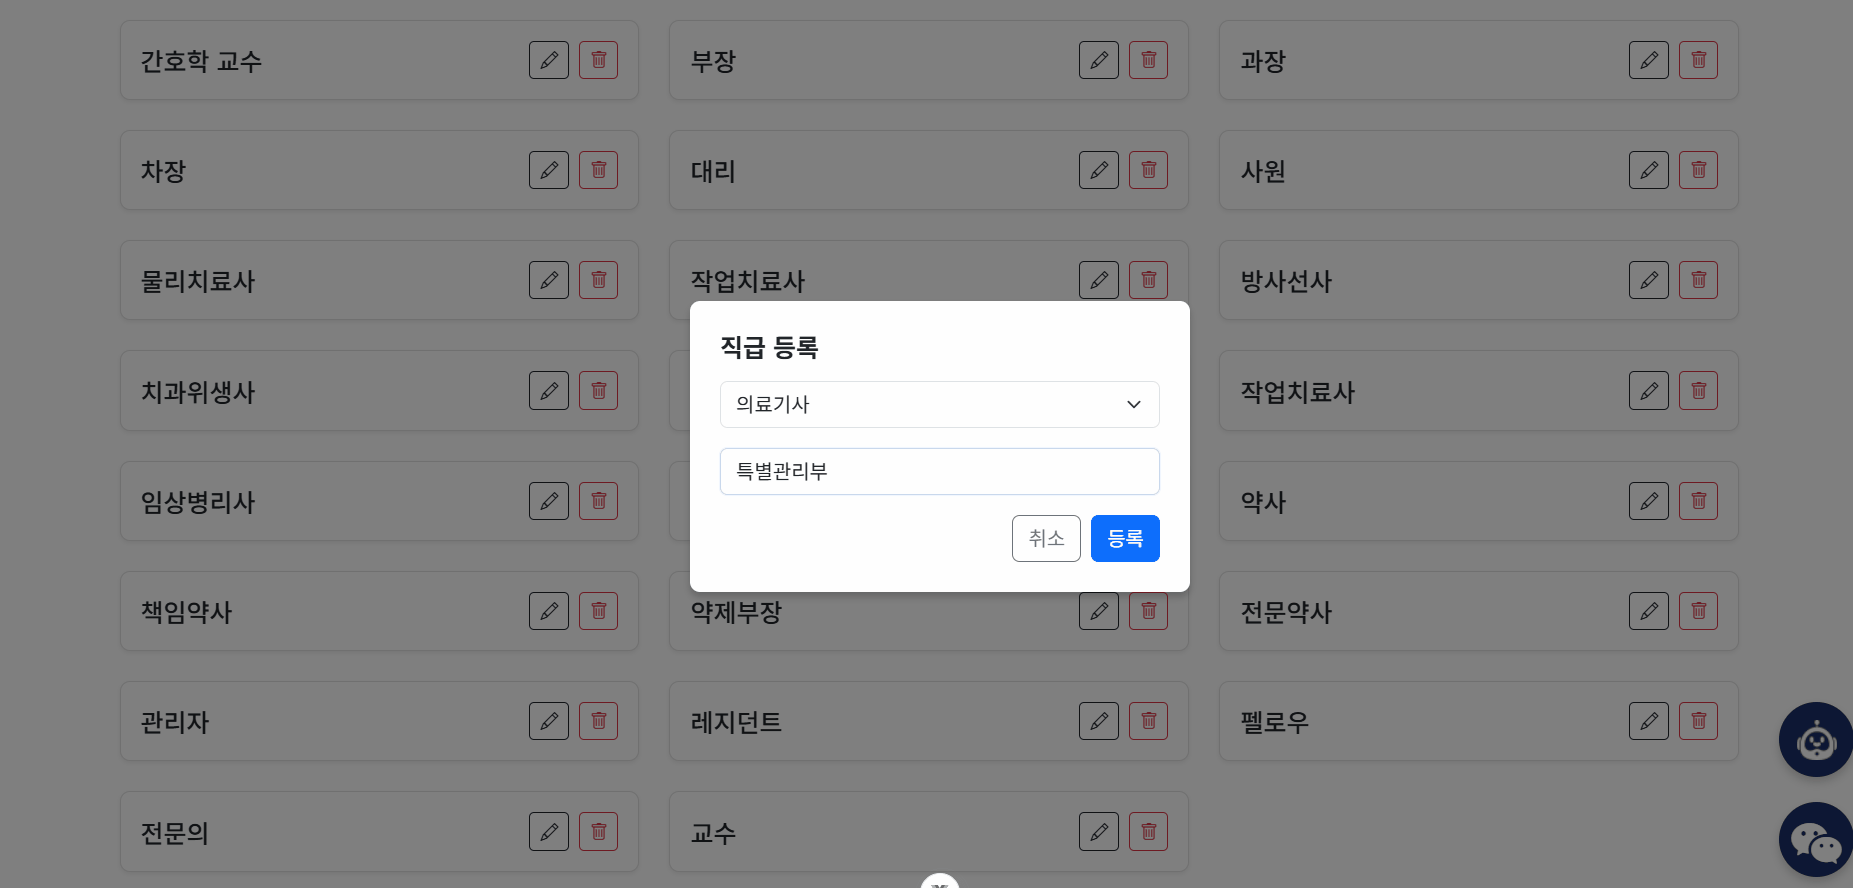 간호학 교수
부장
과장
차장
대리
사원
물리치료사
작업치료사
방사선사
직급 등록
의료기사
특별관리부
취소
등록
치과위생사
작업치료사
임상병리사
약사
책임약사
약제부장
전문약사
관리자
레지던트
펠로우
전문의
교수